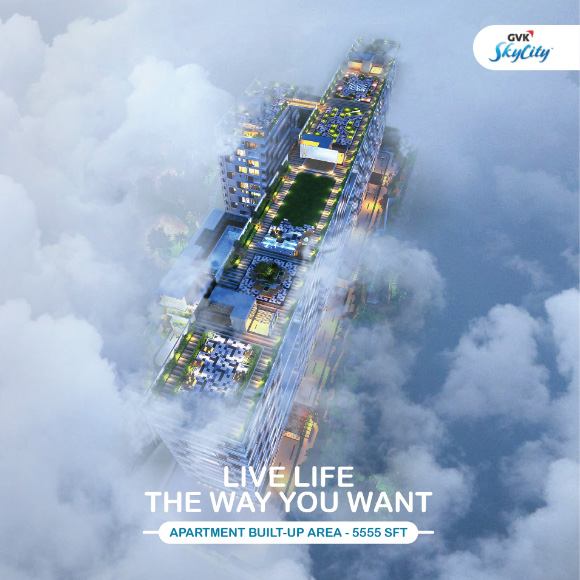 GVK
SkyCity
LIVE LIFE
THE WAY YOU WANT
APARTMENT BUILT-UP AREA - 5555 SFT